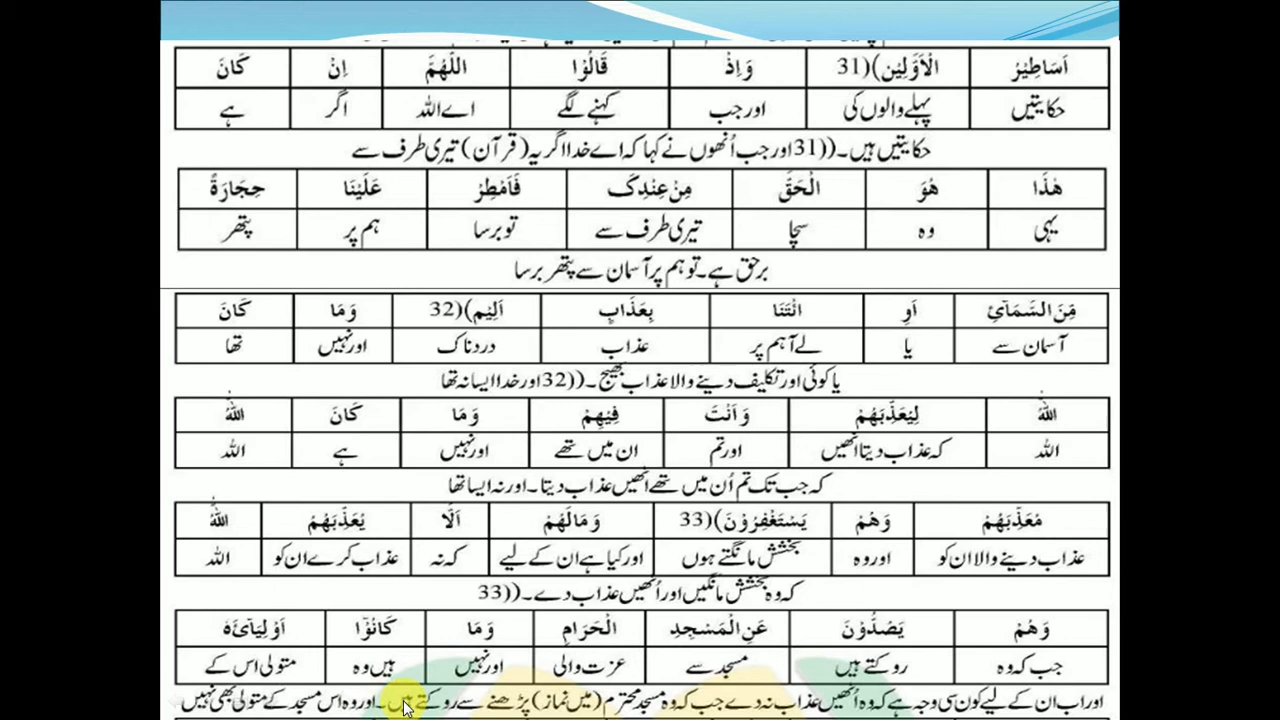 اَسَاطِیْرُ الْاَوَّلِیْن)(31 وَاِذْ قَالُوْا اللّٰهُمَّ اِنْ کَانَ
حکایتیں پہلے والوں کی اور جب کہنے لگے اے اللہ اگر ہے
حکایتیں ہیں۔((31اور جب اُنھوں نے کہا کہ اے خدا اگر یہ (قرآن) تیری طرف سے
ھٰذَا ھُوَ الْحَقَّ مِنْ عِنْدِکَ فَاَمْطِرْ عَلَیْنَا حِجَارَۃً
یہی وہ سچا تیری طرف سے تو برسا ہم پر پتھر
برحق ہے۔ تو ہم پر آسمان سے پتھر برسا
مِّنَ السَّمَآئِ اَوِ ائْتَنَا بِعَذَابٍ اَلِیْم)(32 وَمَا کَانَ
آسمان سے یا لے آ ہم پر عذاب دردناک اور نہیں تھا
یا کوئی اور تکلیف دینے والا عذاب بھیج۔((32اور خدا ایسا نہ تھا
اللّٰهُ لِیُعَذِّبَهُمْ وَاَنْتَ فِیْهِمْ وَمَا کَانَ اللّٰهُ
اللہ کہ عذاب دیتا انھیں اور تم ان میں تھے اور نہیں ہے اللہ
کہ جب تک تم اُن میں تھے اُنھیں عذاب دیتا۔ اور نہ ایسا تھا
مُعَذِّبَهُمْ وَهُمْ یَسْتَغْفِرُوْنَ)(33 وَمَا لَهُمْ اَلَّا یُعَذِّبَهُمْ اللّٰهُ
عذاب دینے والا ان کو اور وہ بخشش مانگتے ہوں اور کیا ہے ان کے لیے کہ نہ عذاب کرے ان کو اللہ
کہ وہ بخشش مانگیں اور اُنھیں عذاب دے۔((33
وَهُمْ یَصُدُّوْنَ عَنِ الْمَسْجِدِ الْحَرَامِ وَمَا کَانُوْٓا اَوْلِیَآئَہٗ
جب کہ وہ روکتے ہیں مسجد سے عزت والی اور نہیں ہیں وہ متولی اس کے
اور اب ان کے لیے کون سی وجہ ہے کہ وہ اُنھیں عذاب نہ دے جب کہ وہ مسجد محترم (میں نماز) پڑھنے سے روکتے ہیں۔ اور وہ اس مسجد کے متولی بھی نہیں